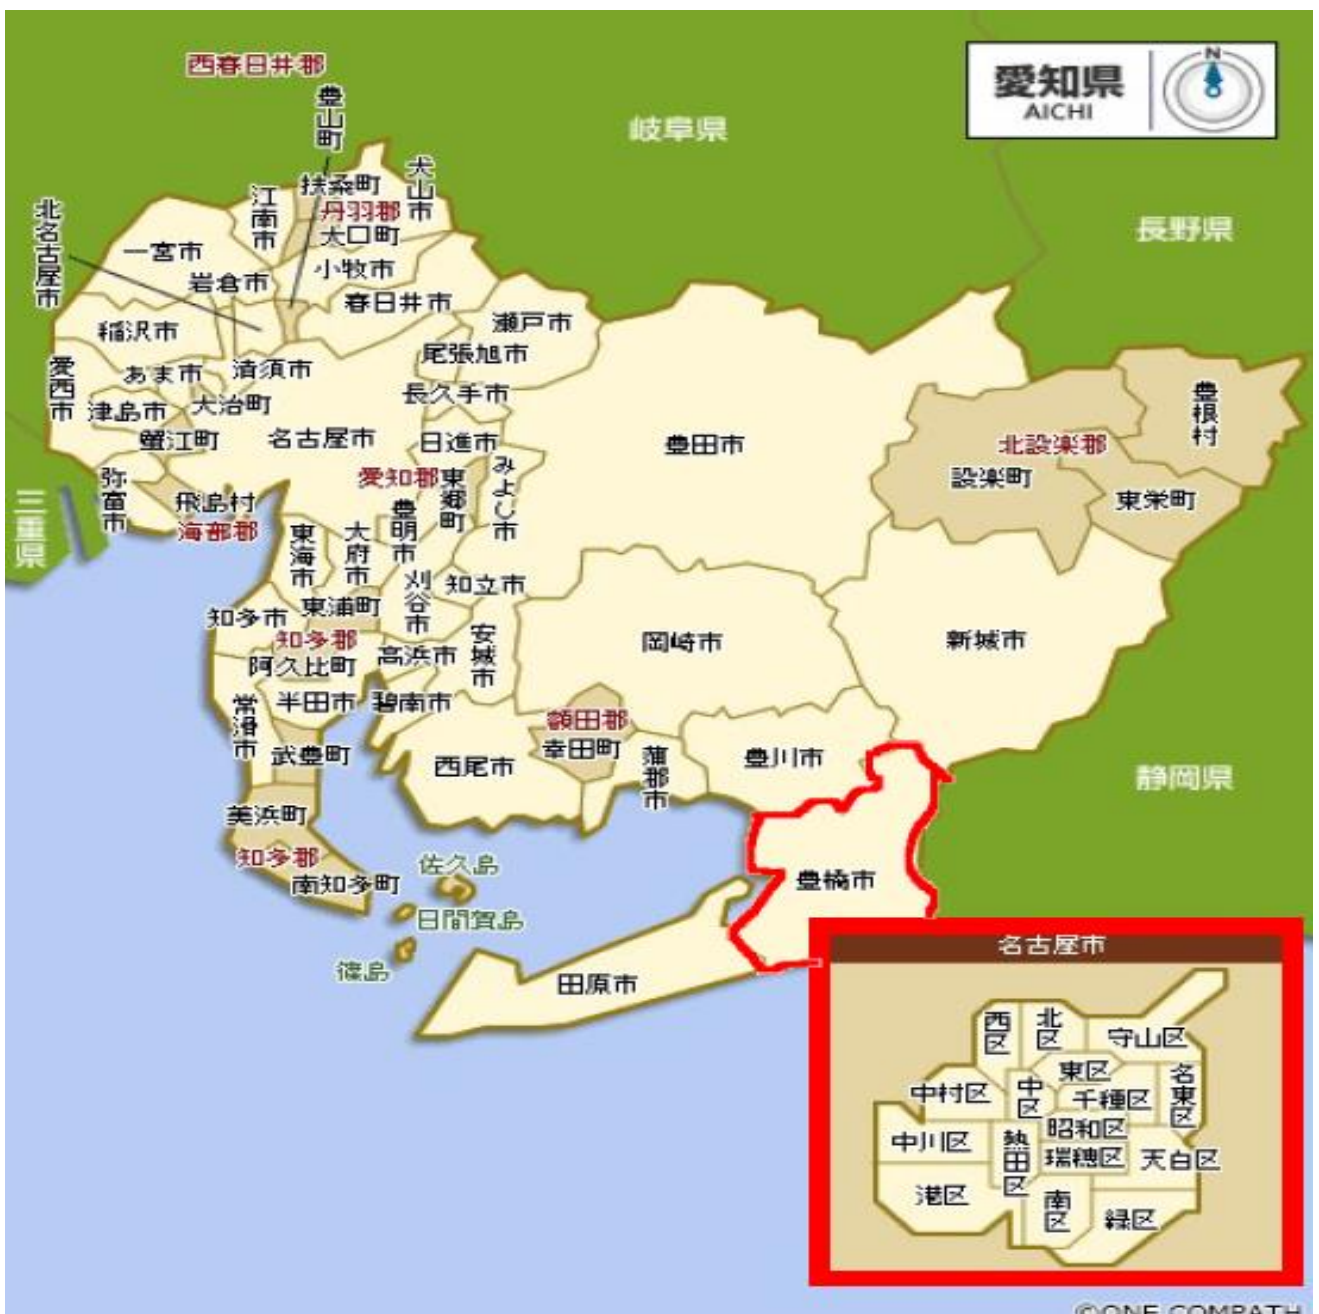 西春日井郡
豊山町
愛知県
AICHI
N
岐阜県
犬山市
扶桑町
江南市
丹羽郡
大口町
北名古屋市
長野県
一宮市
岩倉市
小牧市
春日井市
稲沢市
瀬戸市
尾張旭市
あま市
清須市
愛西市
長久手市
津島市
大治町
豊根村
蟹江町
名古屋市
日進市
豊田市
北設楽郡
設楽町
愛知郡
東郷町
みよし市
弥富市
飛島村
海部郡
豊明市
東栄町
三重県
東海市
大府市
刈谷市
知立市
知多市
東浦町
知多郡
阿久比町
高浜市
安城市
岡崎市
新城市
常滑市
半田市
碧南市
額田郡
幸田町
武豊町
西尾市
蒲郡市
豊川市
静岡県
美浜町
知多郡
南知多町
佐久島
日間賀島
篠島
豊橋市
田原市
名古屋市
西区
北区
守山区
東区
中村区
中区
千種区
名東区
昭和区
中川区
熱田区
瑞穂区
天白区
港区
南区
緑区
©ONE COMPATH